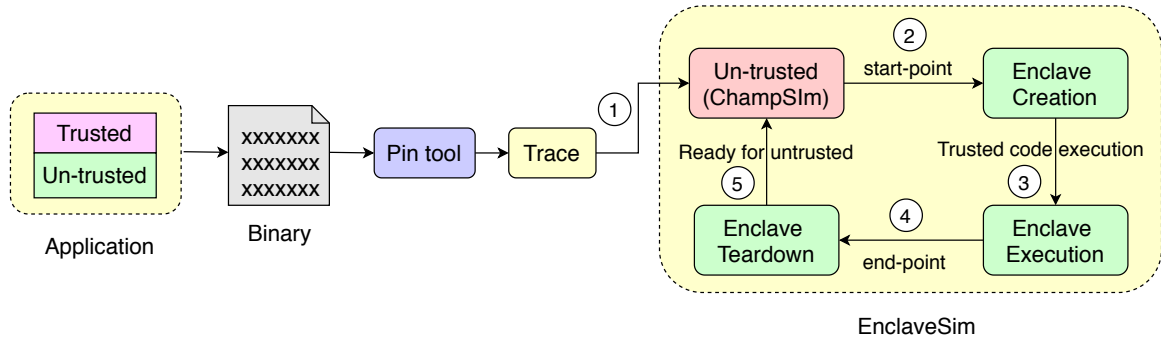 Trusted
Un-trusted
Application
xxxxxxx
xxxxxxx
xxxxxxx
Binary
Pin tool
Trace
1
Un-trusted
(ChampSIm)
2
start-point
Enclave
Creation
Ready for untrusted
Trusted code execution
5
3
4
Enclave
Teardown
end-point
Enclave
Execution
EnclaveSim